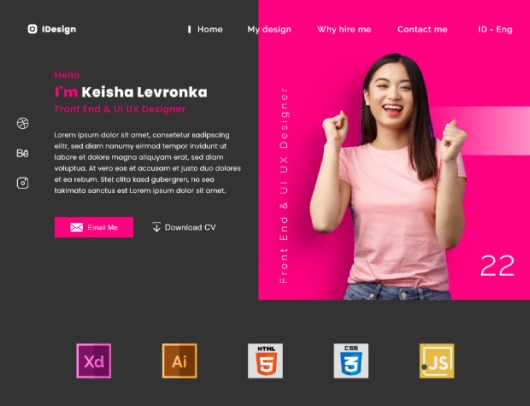 IDesign
Home
My design
Why hire me
Contact me
ID - Eng
Hello
I'm Keisha Levronka
Front End & UI UX Designer
Lorem ipsum dolor sit amet, consetetur sadipscing
elitr, sed diam nonumy eirmod tempor invidunt ut
labore et dolore magna aliquyam erat, sed diam
voluptua. At vero eos et accusam et justo duo dolores
et ea rebum. Stet clita kasd gubergren, no sea
takimata sanctus est Lorem ipsum dolor sit amet.
Email Me
Download CV
Bē
Front End & UI UX Designer
22
Xd
Ai
HTML
5
CSS
3
JS